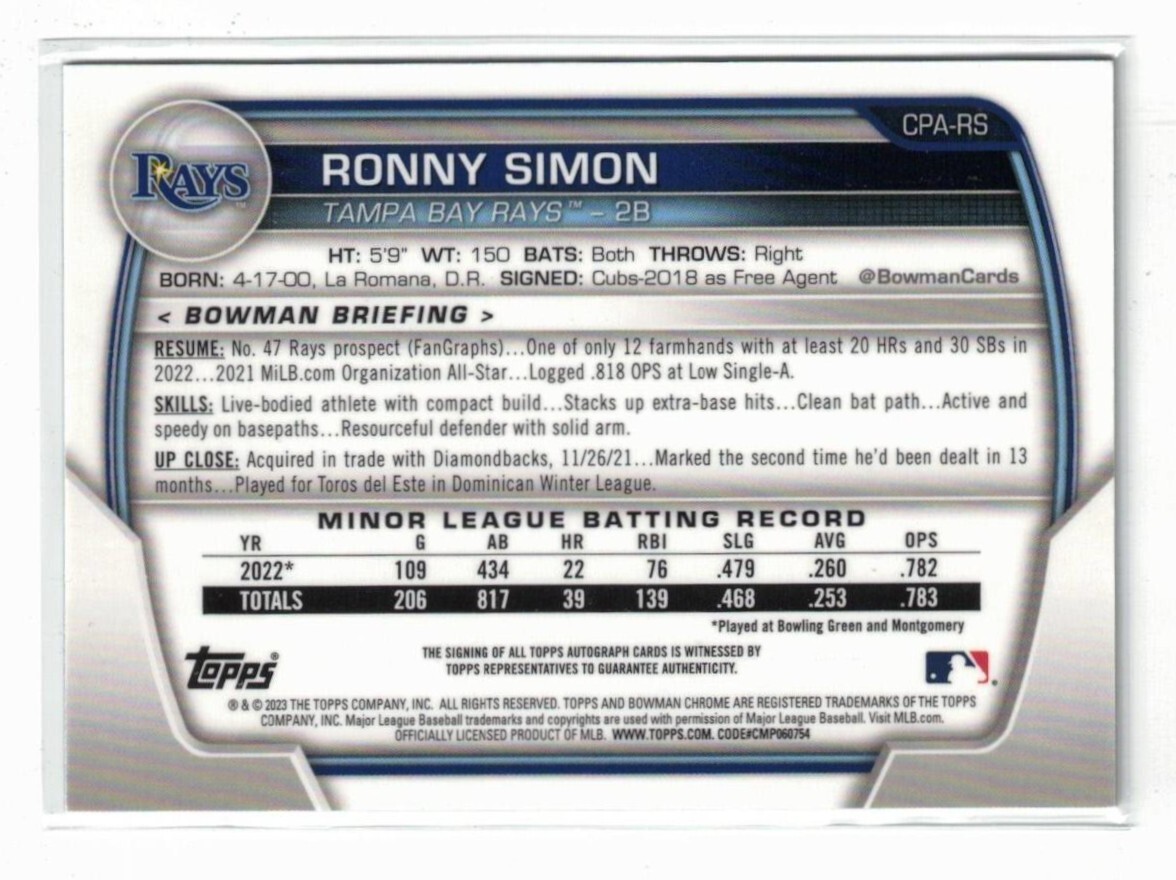 CPA-RS
RAYS™
RONNY SIMON
TAMPA BAY RAYS™ – 2B
HT: 5'9" WT: 150 BATS: Both THROWS: Right
BORN: 4-17-00, La Romana, D.R. SIGNED: Cubs-2018 as Free Agent @BowmanCards
< BOWMAN BRIEFING >
RESUME: No. 47 Rays prospect (FanGraphs)...One of only 12 farmhands with at least 20 HRs and 30 SBs in
2022...2021 MiLB.com Organization All-Star...Logged .818 OPS at Low Single-A.
SKILLS: Live-bodied athlete with compact build...Stacks up extra-base hits...Clean bat path...Active and
speedy on basepaths...Resourceful defender with solid arm.
UP CLOSE: Acquired in trade with Diamondbacks, 11/26/21...Marked the second time he'd been dealt in 13
months...Played for Toros del Este in Dominican Winter League.
MINOR LEAGUE BATTING RECORD
YR G AB HR RBI SLG AVG OPS
2022* 109 434 22 76 .479 .260 .782
TOTALS 206 817 39 139 .468 .253 .783
*Played at Bowling Green and Montgomery
topps®
THE SIGNING OF ALL TOPPS AUTOGRAPH CARDS IS WITNESSED BY
TOPPS REPRESENTATIVES TO GUARANTEE AUTHENTICITY.
® & © 2023 THE TOPPS COMPANY, INC. ALL RIGHTS RESERVED. TOPPS AND BOWMAN CHROME ARE REGISTERED TRADEMARKS OF THE TOPPS
COMPANY, INC. Major League Baseball trademarks and copyrights are used with permission of Major League Baseball. Visit MLB.com.
OFFICIALLY LICENSED PRODUCT OF MLB. WWW.TOPPS.COM. CODE#CMP060754